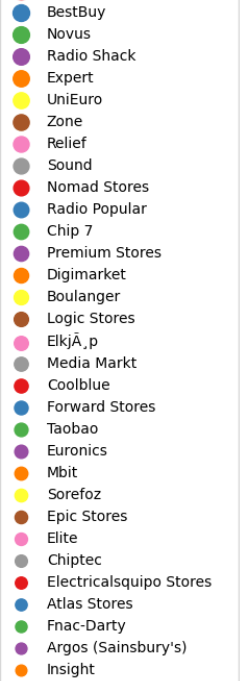 BestBuy
Novus
Radio Shack
Expert
UniEuro
Zone
Relief
Sound
Nomad Stores
Radio Popular
Chip 7
Premium Stores
Digimarket
Boulanger
Logic Stores
ElkjÃ¸p
Media Markt
Coolblue
Forward Stores
Taobao
Euronics
Mbit
Sorefoz
Epic Stores
Elite
Chiptec
Electricalsquipo Stores
Atlas Stores
Fnac-Darty
Argos (Sainsbury's)
Insight